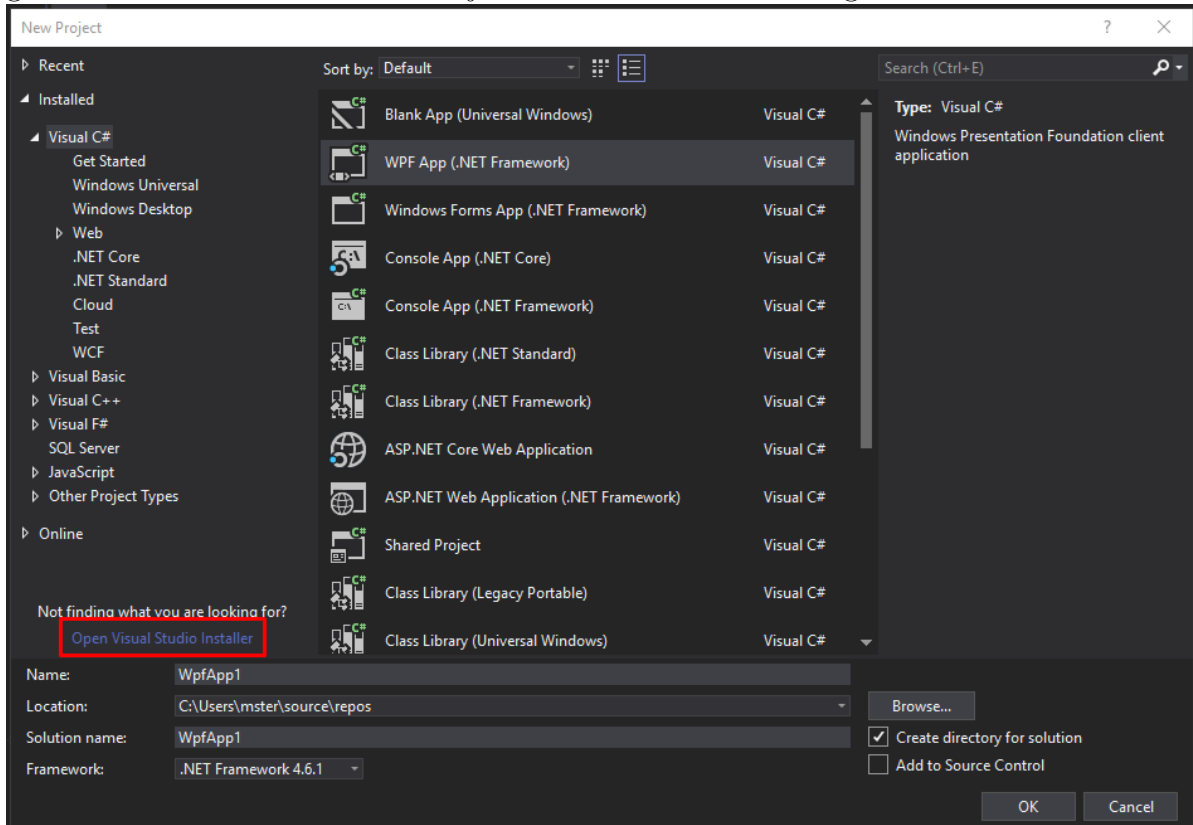 New Project
Recent
Installed
Visual C#
Get Started
Windows Universal
Windows Desktop
Web
.NET Core
.NET Standard
Cloud
Test
WCF
Visual Basic
Visual C++
Visual F#
SQL Server
JavaScript
Other Project Types
Online
Not finding what you are looking for?
Open Visual Studio Installer
Sort by: Default
Blank App (Universal Windows) Visual C#
WPF App (.NET Framework) Visual C#
Windows Forms App (.NET Framework) Visual C#
Console App (.NET Core) Visual C#
Console App (.NET Framework) Visual C#
Class Library (.NET Standard) Visual C#
Class Library (.NET Framework) Visual C#
ASP.NET Core Web Application Visual C#
ASP.NET Web Application (.NET Framework) Visual C#
Shared Project Visual C#
Class Library (Legacy Portable) Visual C#
Class Library (Universal Windows) Visual C#
Search (Ctrl+E)
Type: Visual C#
Windows Presentation Foundation client
application
Name: WpfApp1
Location: C:\Users\mster\source\repos
Solution name: WpfApp1
Framework: .NET Framework 4.6.1
Browse...
Create directory for solution
Add to Source Control
OK Cancel